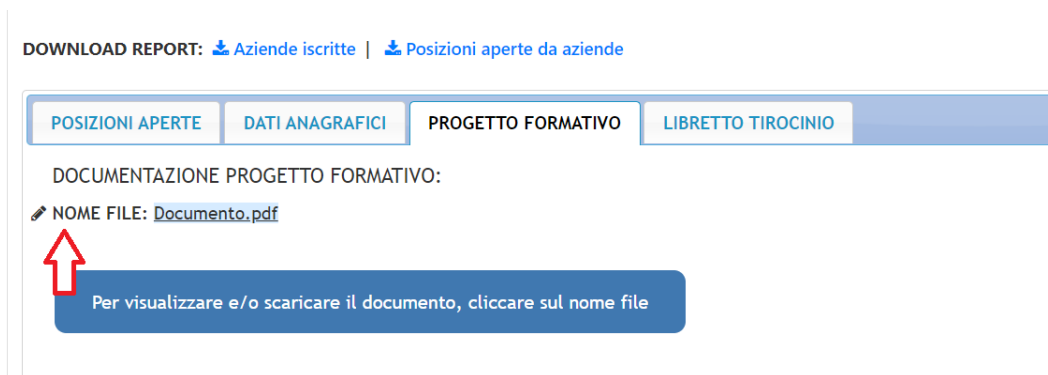 DOWNLOAD REPORT: Aziende iscritte | Posizioni aperte da aziende
POSIZIONI APERTE DATI ANAGRAFICI PROGETTO FORMATIVO LIBRETTO TIROCINIO
DOCUMENTAZIONE PROGETTO FORMATIVO:
NOME FILE: Documento.pdf
Per visualizzare e/o scaricare il documento, cliccare sul nome file